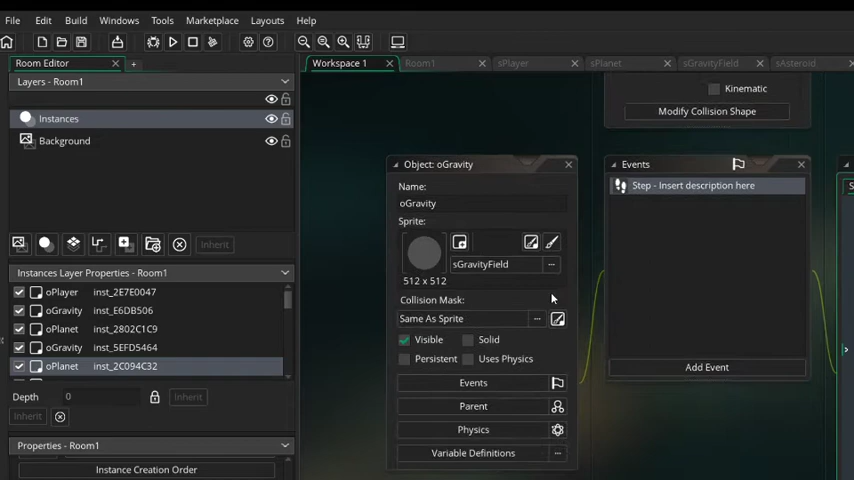 File Edit Build Windows Tools Marketplace Layouts Help
Room Editor
Workspace 1 Room1 sPlayer sPlanet sGravityField sAsteroid
Layers - Room1
Kinematic
Modify Collision Shape
Instances
Background
Object: oGravity
Events
Name:
oGravity
Step - Insert description here
Sprite:
sGravityField
512 x 512
Inherit
Instances Layer Properties - Room1
oPlayer inst_2E7E0047
oGravity inst_E6DB506
oPlanet inst_2802C1C9
oGravity inst_5EFD5464
oPlanet inst_2C094C32
Collision Mask:
Same As Sprite
Visible Solid
Persistent Uses Physics
Events
Add Event
Parent
Physics
Variable Definitions
Depth 0 Inherit
Inherit
Properties - Room1
Instance Creation Order